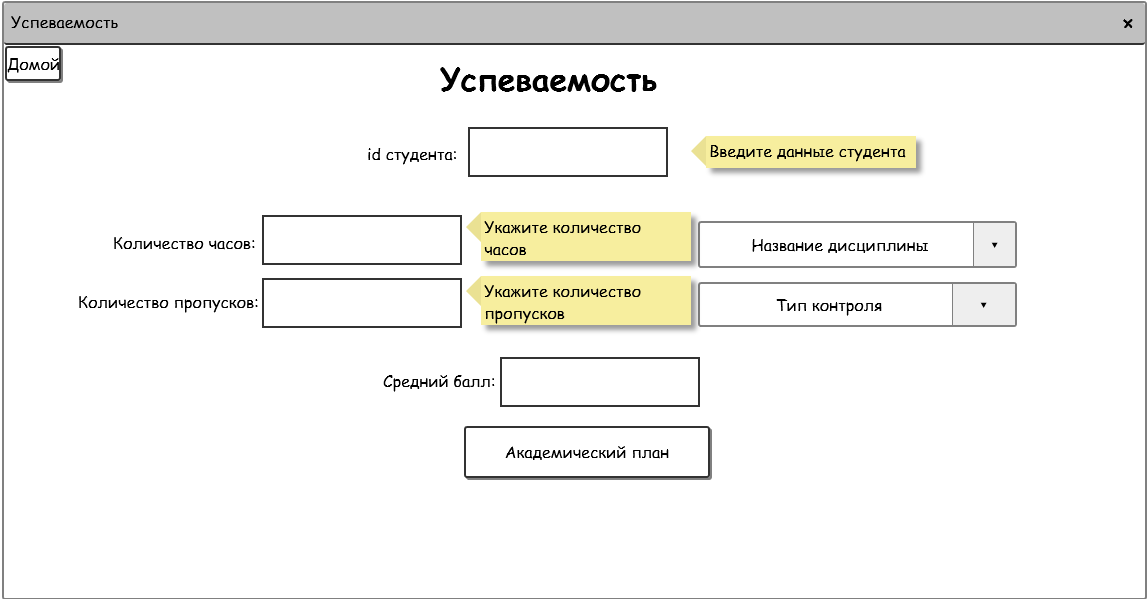 Успеваемость
Домой
Успеваемость
id студента:
Введите данные студента
Количество часов:
Укажите количество
часов
Название дисциплины
Количество пропусков:
Укажите количество
пропусков
Тип контроля
Средний балл:
Академический план